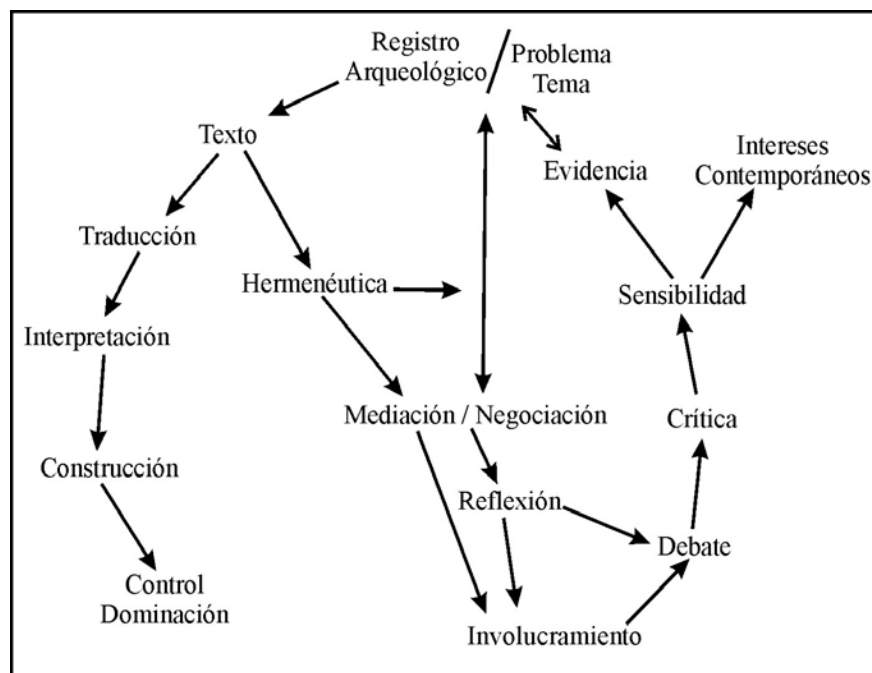 Registro
Arqueológico
/
Problema
Tema
Texto
Evidencia
Intereses
Contemporáneos
Traducción
Hermenéutica
Sensibilidad
Interpretación
Mediación / Negociación
Crítica
Construcción
Reflexión
Debate
Control
Dominación
Involucramiento